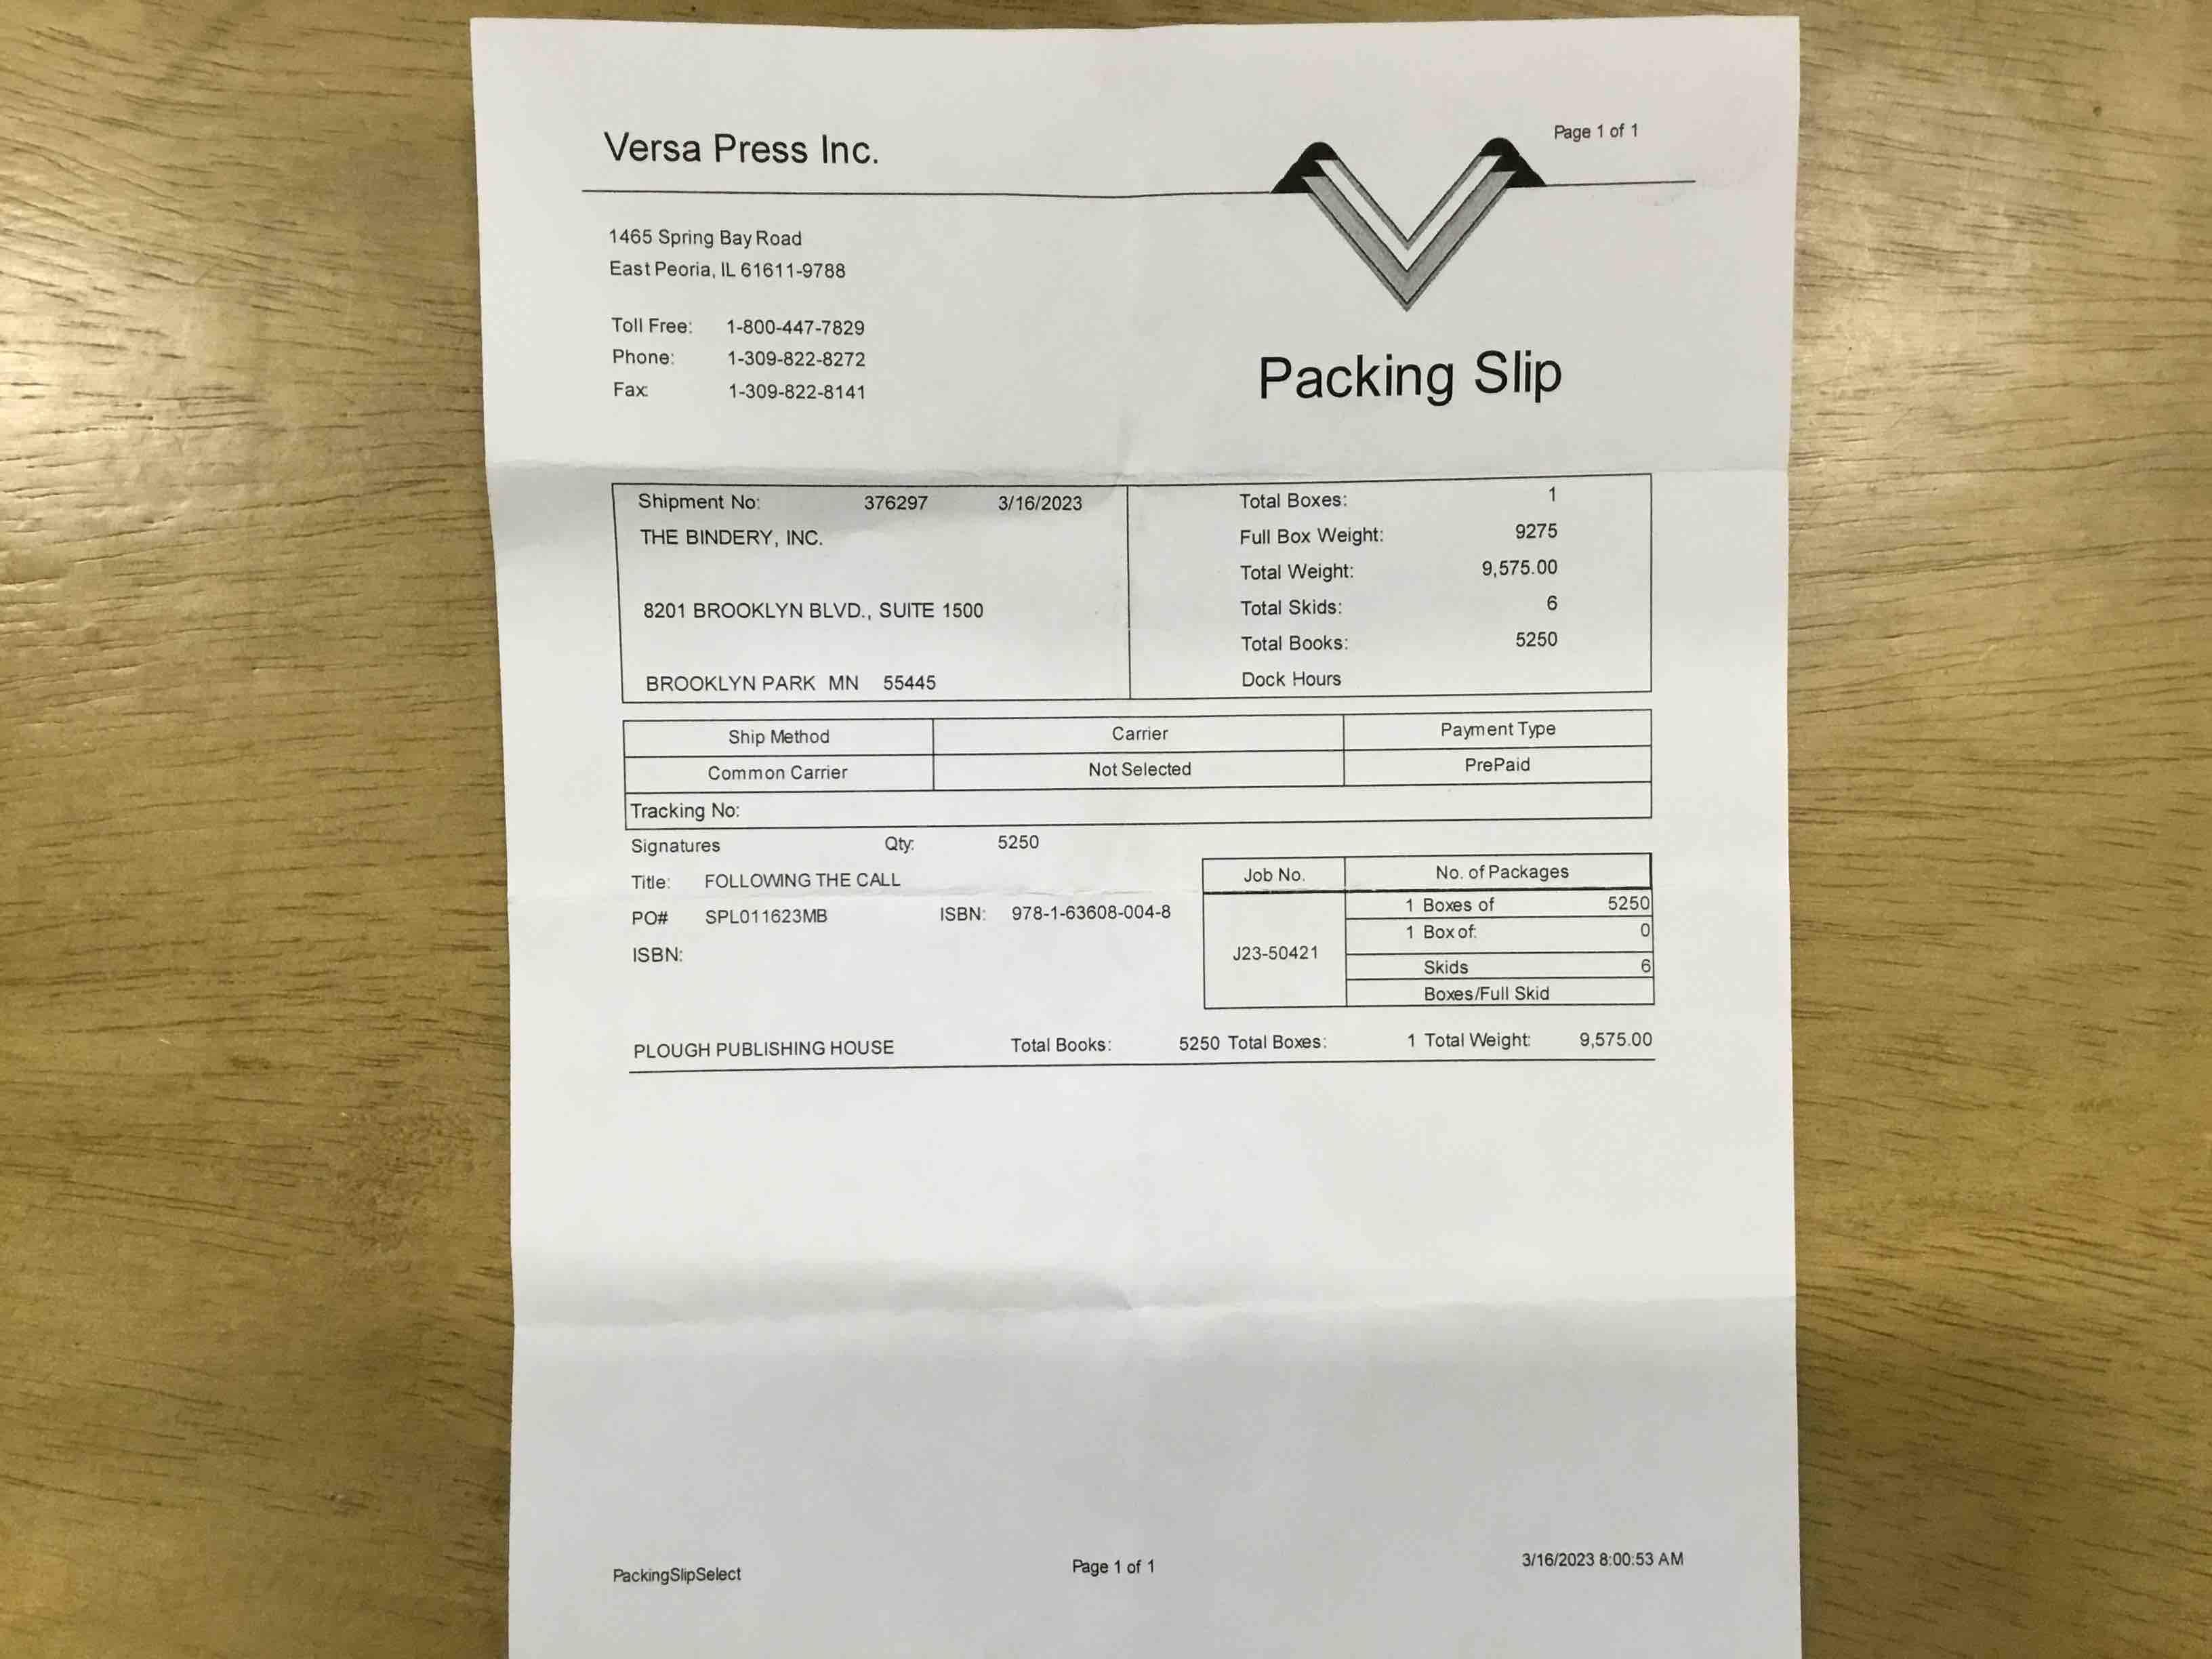 Page 1 of 1
Versa Press Inc.
1465 Spring Bay Road
East Peoria, IL 61611-9788
Toll Free: 1-800-447-7829
Phone: 1-309-822-8272
Fax: 1-309-822-8141
Packing Slip
Shipment No: 376297 3/16/2023
THE BINDERY, INC.
8201 BROOKLYN BLVD., SUITE 1500
BROOKLYN PARK MN 55445
Total Boxes: 1
Full Box Weight: 9275
Total Weight: 9,575.00
Total Skids: 6
Total Books: 5250
Dock Hours
Ship Method Carrier Payment Type
Common Carrier Not Selected PrePaid
Tracking No:
Signatures Qty: 5250
Title: FOLLOWING THE CALL
PO# SPL011623MB ISBN: 978-1-63608-004-8
ISBN:
Job No. No. of Packages
J23-50421
1 Boxes of 5250
1 Box of: 0
Skids 6
Boxes/Full Skid
PLOUGH PUBLISHING HOUSE Total Books: 5250 Total Boxes: 1 Total Weight: 9,575.00
PackingSlipSelect Page 1 of 1 3/16/2023 8:00:53 AM